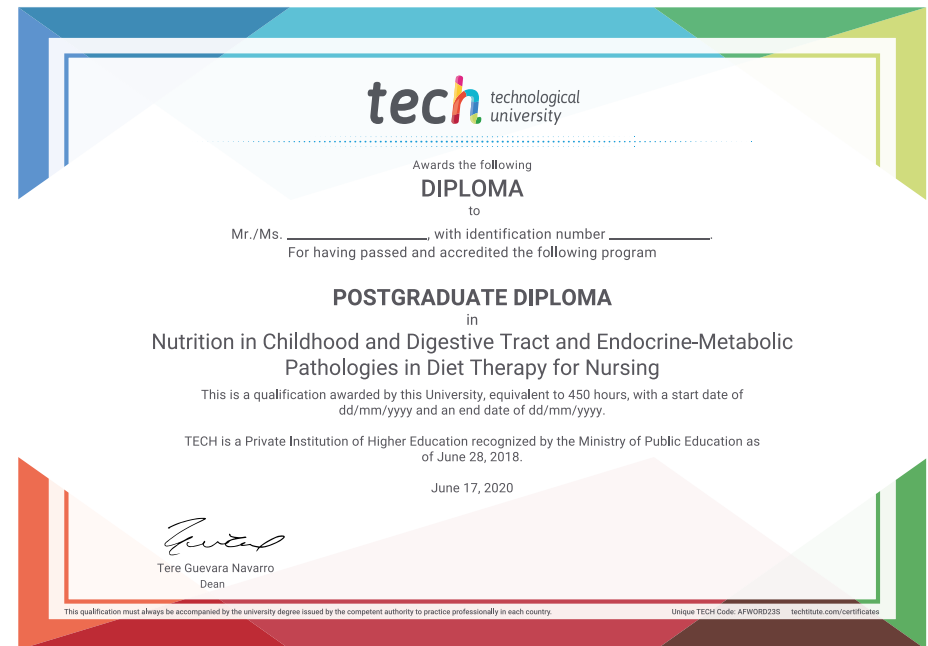 tech technological
university
Awards the following
DIPLOMA
to
Mr./Ms. ____________________, with identification number ______________.
For having passed and accredited the following program
POSTGRADUATE DIPLOMA
in
Nutrition in Childhood and Digestive Tract and Endocrine-Metabolic
Pathologies in Diet Therapy for Nursing
This is a qualification awarded by this University, equivalent to 450 hours, with a start date of
dd/mm/yyyy and an end date of dd/mm/yyyy.
TECH is a Private Institution of Higher Education recognized by the Ministry of Public Education as
of June 28, 2018.
June 17, 2020
Tere Guevara Navarro
Dean
This qualification must always be accompanied by the university degree issued by the competent authority to practice professionally in each country.
Unique TECH Code: AFWORD23S techtitute.com/certificates